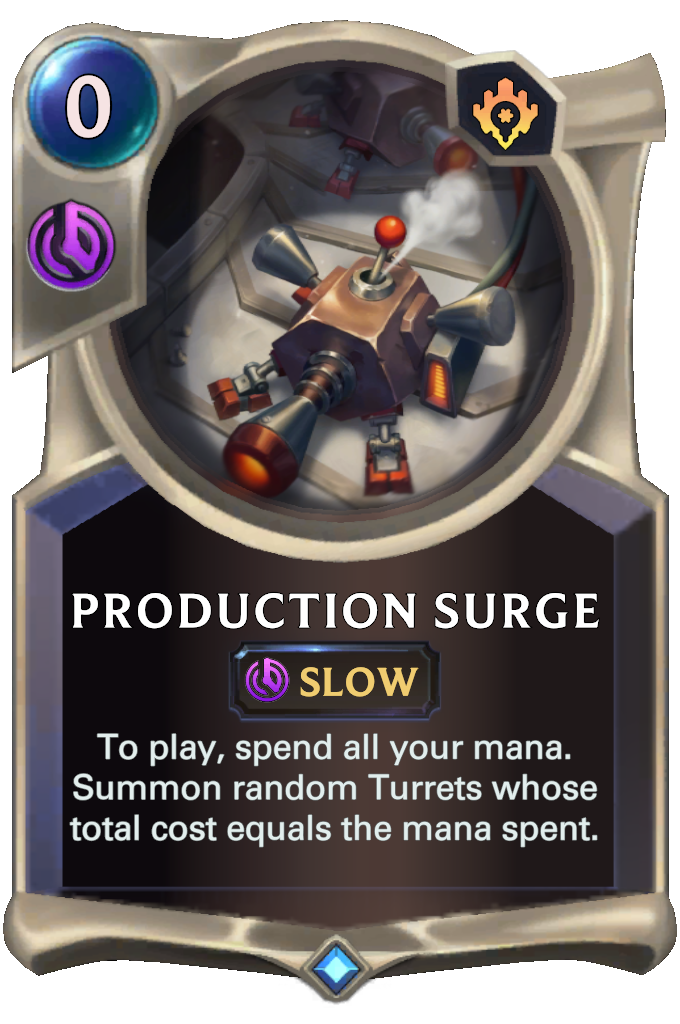 0
PRODUCTION SURGE
SLOW
To play, spend all your mana.
Summon random Turrets whose
total cost equals the mana spent.